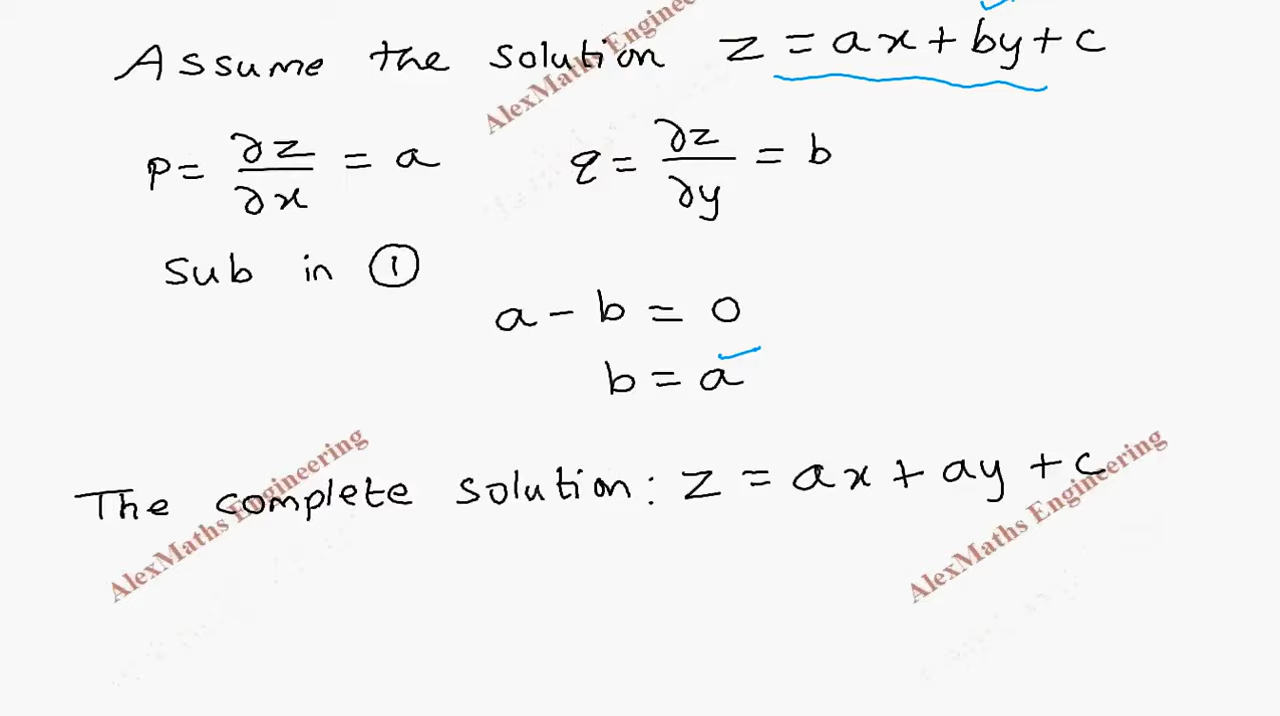 Assume the solution z = ax + by + c
p = ∂z/∂x = a q = ∂z/∂y = b
Sub in ①
a - b = 0
b = a
The complete solution: z = ax + ay + c
AlexMaths Engineering
AlexMaths Engineering
AlexMaths Engineering